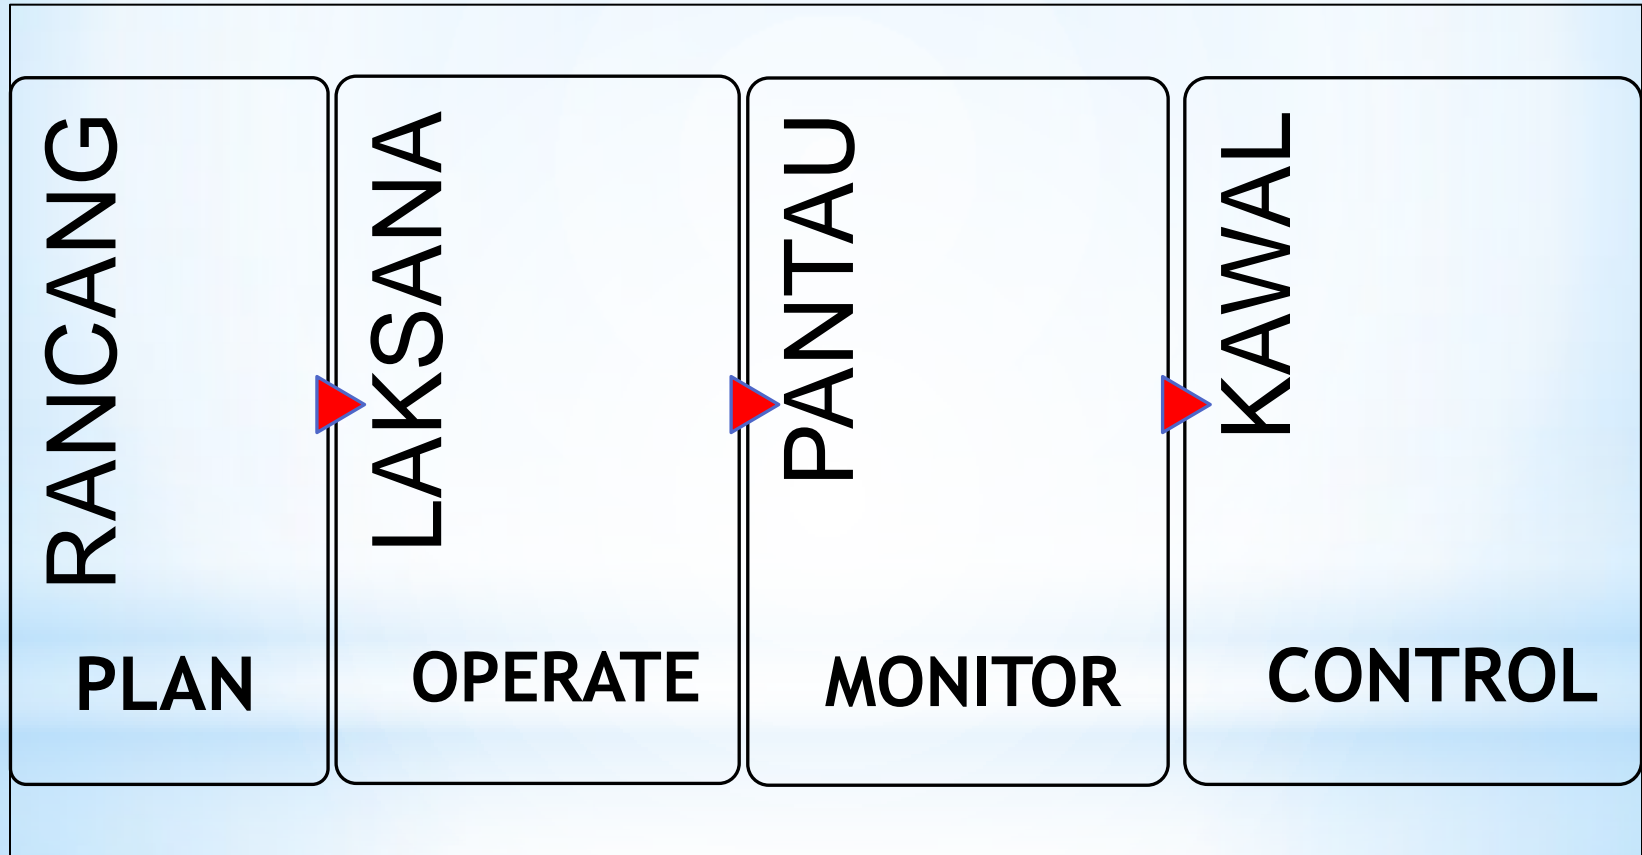 RANCANG
PLAN
LAKSANA
OPERATE
PANTAU
MONITOR
KAWAL
CONTROL